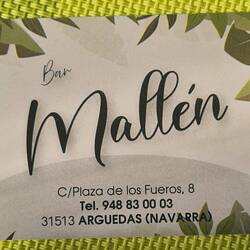 Bar
Mallén
C/Plaza de los Fueros, 8
Tel. 948 83 00 03
31513 ARGUEDAS (NAVARRA)